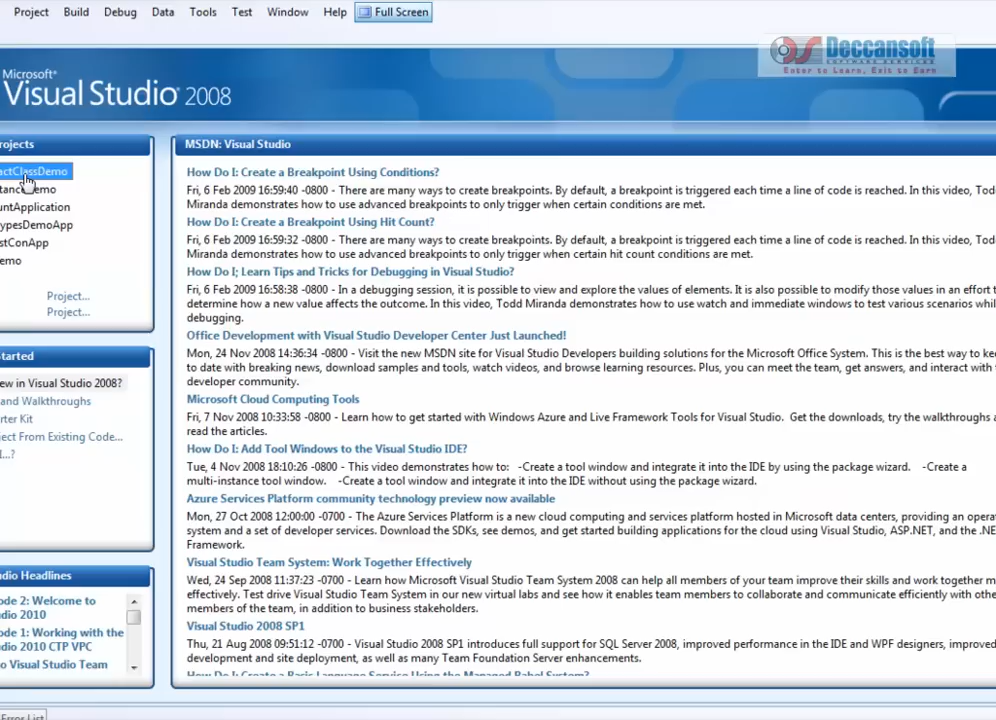 Project Build Debug Data Tools Test Window Help Full Screen
Deccansoft
Enter to Learn, Exit to Earn
Microsoft®
Visual Studio® 2008
rojects
actClassDemo
untApplication
ypesDemoApp
stConApp
emo
Project...
Project...
Started
ew in Visual Studio 2008?
and Walkthroughs
rter Kit
ect From Existing Code...
I...?
dio Headlines
ode 2: Welcome to
dio 2010
ode 1: Working with the
dio 2010 CTP VPC
o Visual Studio Team
MSDN: Visual Studio
How Do I: Create a Breakpoint Using Conditions?
Fri, 6 Feb 2009 16:59:40 -0800 - There are many ways to create breakpoints. By default, a breakpoint is triggered each time a line of code is reached. In this video, Todd
Miranda demonstrates how to use advanced breakpoints to only trigger when certain conditions are met.
How Do I: Create a Breakpoint Using Hit Count?
Fri, 6 Feb 2009 16:59:32 -0800 - There are many ways to create breakpoints. By default, a breakpoint is triggered each time a line of code is reached. In this video, Todd
Miranda demonstrates how to use advanced breakpoints to only trigger when certain hit count conditions are met.
How Do I; Learn Tips and Tricks for Debugging in Visual Studio?
Fri, 6 Feb 2009 16:58:38 -0800 - In a debugging session, it is possible to view and explore the values of elements. It is also possible to modify those values in an effort t
determine how a new value affects the outcome. In this video, Todd Miranda demonstrates how to use watch and immediate windows to test various scenarios whil
debugging.
Office Development with Visual Studio Developer Center Just Launched!
Mon, 24 Nov 2008 14:36:34 -0800 - Visit the new MSDN site for Visual Studio Developers building solutions for the Microsoft Office System. This is the best way to kee
to date with breaking news, download samples and tools, watch videos, and browse learning resources. Plus, you can meet the team, get answers, and interact with t
developer community.
Microsoft Cloud Computing Tools
Fri, 7 Nov 2008 10:33:58 -0800 - Learn how to get started with Windows Azure and Live Framework Tools for Visual Studio. Get the downloads, try the walkthroughs a
read the articles.
How Do I: Add Tool Windows to the Visual Studio IDE?
Tue, 4 Nov 2008 18:10:26 -0800 - This video demonstrates how to: -Create a tool window and integrate it into the IDE by using the package wizard. -Create a
multi-instance tool window. -Create a tool window and integrate it into the IDE without using the package wizard.
Azure Services Platform community technology preview now available
Mon, 27 Oct 2008 12:00:00 -0700 - The Azure Services Platform is a new cloud computing and services platform hosted in Microsoft data centers, providing an opera
system and a set of developer services. Download the SDKs, see demos, and get started building applications for the cloud using Visual Studio, ASP.NET, and the .NE
Framework.
Visual Studio Team System: Work Together Effectively
Wed, 24 Sep 2008 11:37:23 -0700 - Learn how Microsoft Visual Studio Team System 2008 can help all members of your team improve their skills and work together m
effectively. Test drive Visual Studio Team System in our new virtual labs and see how it enables team members to collaborate and communicate efficiently with othe
members of the team, in addition to business stakeholders.
Visual Studio 2008 SP1
Thu, 21 Aug 2008 09:51:12 -0700 - Visual Studio 2008 SP1 introduces full support for SQL Server 2008, improved performance in the IDE and WPF designers, improved
development and site deployment, as well as many Team Foundation Server enhancements.
How Do I: Create a Basic Language Service Using the Managed Babel System?
Error List